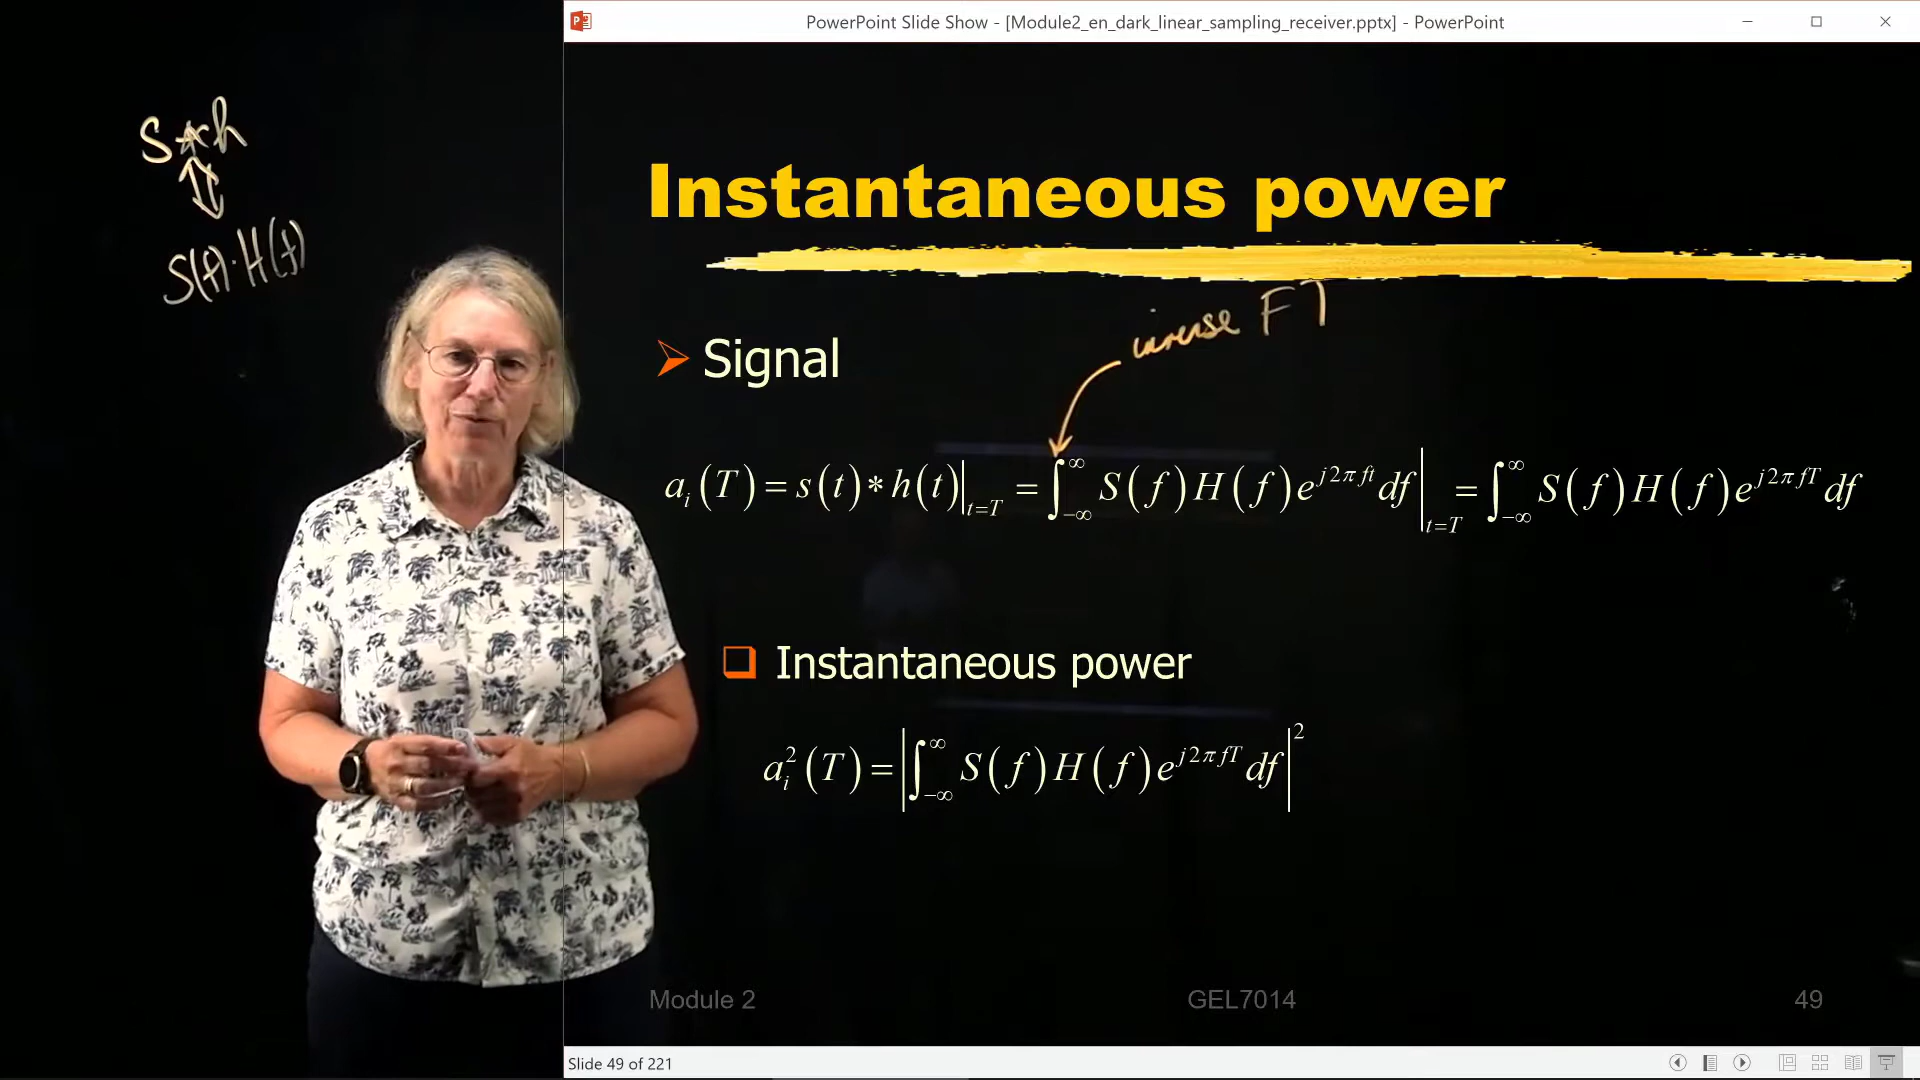 PowerPoint Slide Show - [Module2_en_dark_linear_sampling_receiver.pptx] - PowerPoint
S*h
S(f)·H(f)
Instantaneous power
inverse FT
Signal
a_i(T) = s(t)*h(t)|_{t=T} = ∫_{-∞}^{∞} S(f)H(f)e^{j2πft}df|_{t=T} = ∫_{-∞}^{∞} S(f)H(f)e^{j2πfT}df
Instantaneous power
a_i^2(T) = |∫_{-∞}^{∞} S(f)H(f)e^{j2πfT}df|^2
Module 2 GEL7014 49
Slide 49 of 221